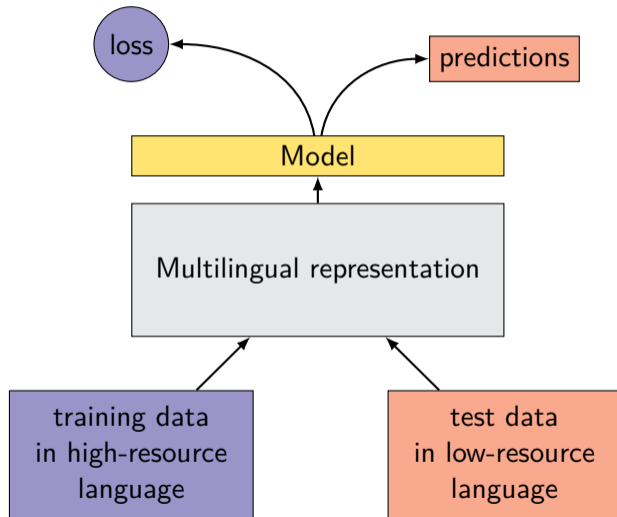 loss
predictions
Model
Multilingual representation
training data
in high-resource
language
test data
in low-resource
language